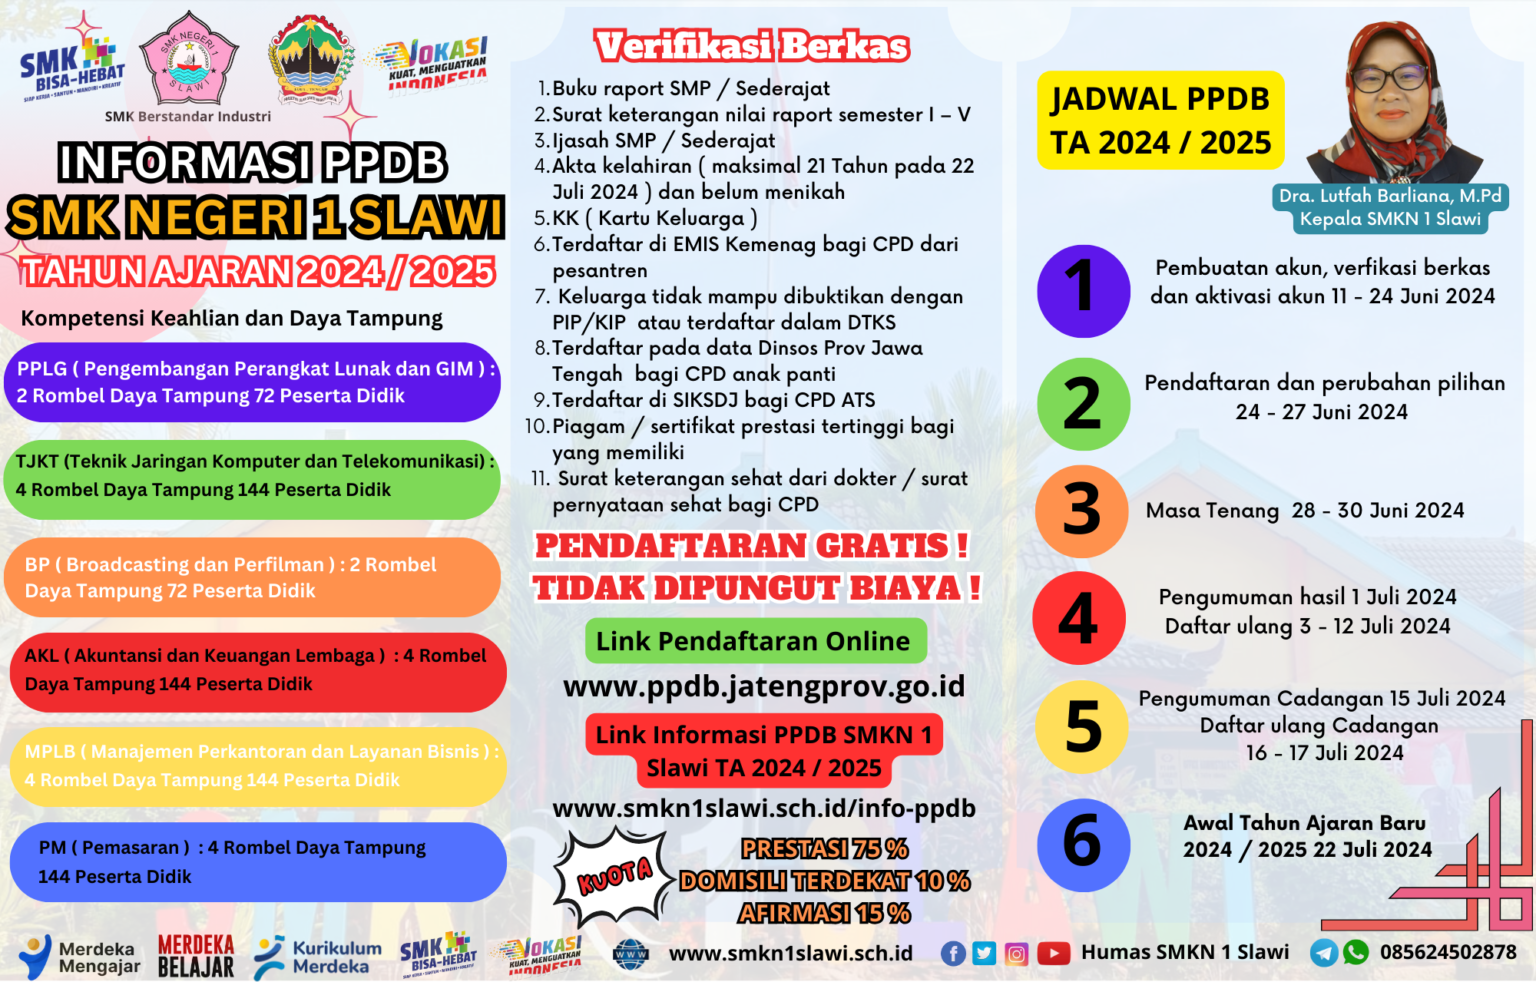 SMK
BISA-HEBAT
SIAP KERJA • SANTUN • MANDIRI • KREATIF
SMK NEGERI 1
SLAWI
VOKASI
KUAT, MENGUATKAN
INDONESIA
SMK Berstandar Industri
INFORMASI PPDB
SMK NEGERI 1 SLAWI
TAHUN AJARAN 2024 / 2025
Kompetensi Keahlian dan Daya Tampung
PPLG ( Pengembangan Perangkat Lunak dan GIM ) :
2 Rombel Daya Tampung 72 Peserta Didik
TJKT (Teknik Jaringan Komputer dan Telekomunikasi) :
4 Rombel Daya Tampung 144 Peserta Didik
BP ( Broadcasting dan Perfilman ) : 2 Rombel
Daya Tampung 72 Peserta Didik
AKL ( Akuntansi dan Keuangan Lembaga ) : 4 Rombel
Daya Tampung 144 Peserta Didik
MPLB ( Manajemen Perkantoran dan Layanan Bisnis ) :
4 Rombel Daya Tampung 144 Peserta Didik
PM ( Pemasaran ) : 4 Rombel Daya Tampung
144 Peserta Didik
Verifikasi Berkas
1. Buku raport SMP / Sederajat
2. Surat keterangan nilai raport semester I – V
3. Ijasah SMP / Sederajat
4. Akta kelahiran ( maksimal 21 Tahun pada 22
Juli 2024 ) dan belum menikah
5. KK ( Kartu Keluarga )
6. Terdaftar di EMIS Kemenag bagi CPD dari
pesantren
7. Keluarga tidak mampu dibuktikan dengan
PIP/KIP atau terdaftar dalam DTKS
8. Terdaftar pada data Dinsos Prov Jawa
Tengah bagi CPD anak panti
9. Terdaftar di SIKSDJ bagi CPD ATS
10. Piagam / sertifikat prestasi tertinggi bagi
yang memiliki
11. Surat keterangan sehat dari dokter / surat
pernyataan sehat bagi CPD
PENDAFTARAN GRATIS !
TIDAK DIPUNGUT BIAYA !
Link Pendaftaran Online
www.ppdb.jatengprov.go.id
Link Informasi PPDB SMKN 1
Slawi TA 2024 / 2025
www.smkn1slawi.sch.id/info-ppdb
KUOTA
PRESTASI 75 %
DOMISILI TERDEKAT 10 %
AFIRMASI 15 %
JADWAL PPDB
TA 2024 / 2025
Dra. Lutfah Barliana, M.Pd
Kepala SMKN 1 Slawi
1
Pembuatan akun, verfikasi berkas
dan aktivasi akun 11 - 24 Juni 2024
2
Pendaftaran dan perubahan pilihan
24 - 27 Juni 2024
3
Masa Tenang 28 - 30 Juni 2024
4
Pengumuman hasil 1 Juli 2024
Daftar ulang 3 - 12 Juli 2024
5
Pengumuman Cadangan 15 Juli 2024
Daftar ulang Cadangan
16 - 17 Juli 2024
6
Awal Tahun Ajaran Baru
2024 / 2025 22 Juli 2024
Merdeka
Mengajar
MERDEKA
BELAJAR
Kurikulum
Merdeka
SMK
BISA-HEBAT
VOKASI
KUAT, MENGUATKAN
INDONESIA
WWW
www.smkn1slawi.sch.id
Humas SMKN 1 Slawi
085624502878